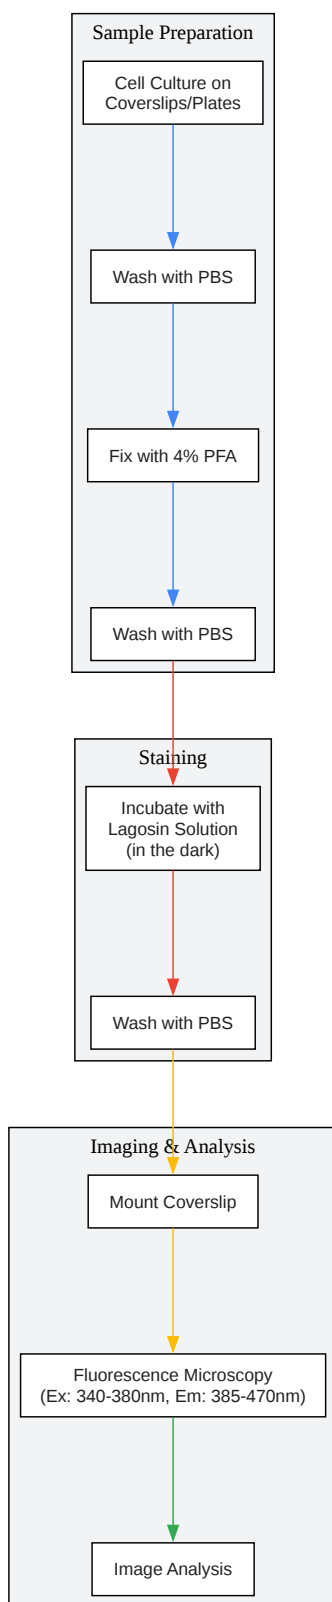 Sample Preparation
Cell Culture on
Coverslips/Plates
Wash with PBS
Fix with 4% PFA
Wash with PBS
Staining
Incubate with
Lagosin Solution
(in the dark)
Wash with PBS
Imaging & Analysis
Mount Coverslip
Fluorescence Microscopy
(Ex: 340-380nm, Em: 385-470nm)
Image Analysis